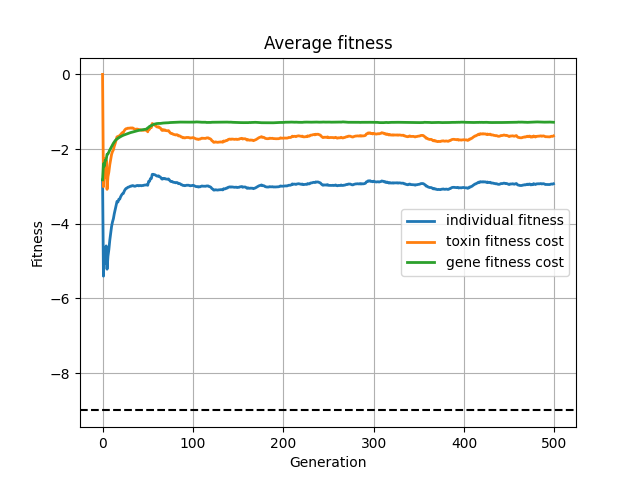 Average fitness
Fitness
0
−2
−4
−6
−8
individual fitness
toxin fitness cost
gene fitness cost
0
100
200
300
400
500
Generation